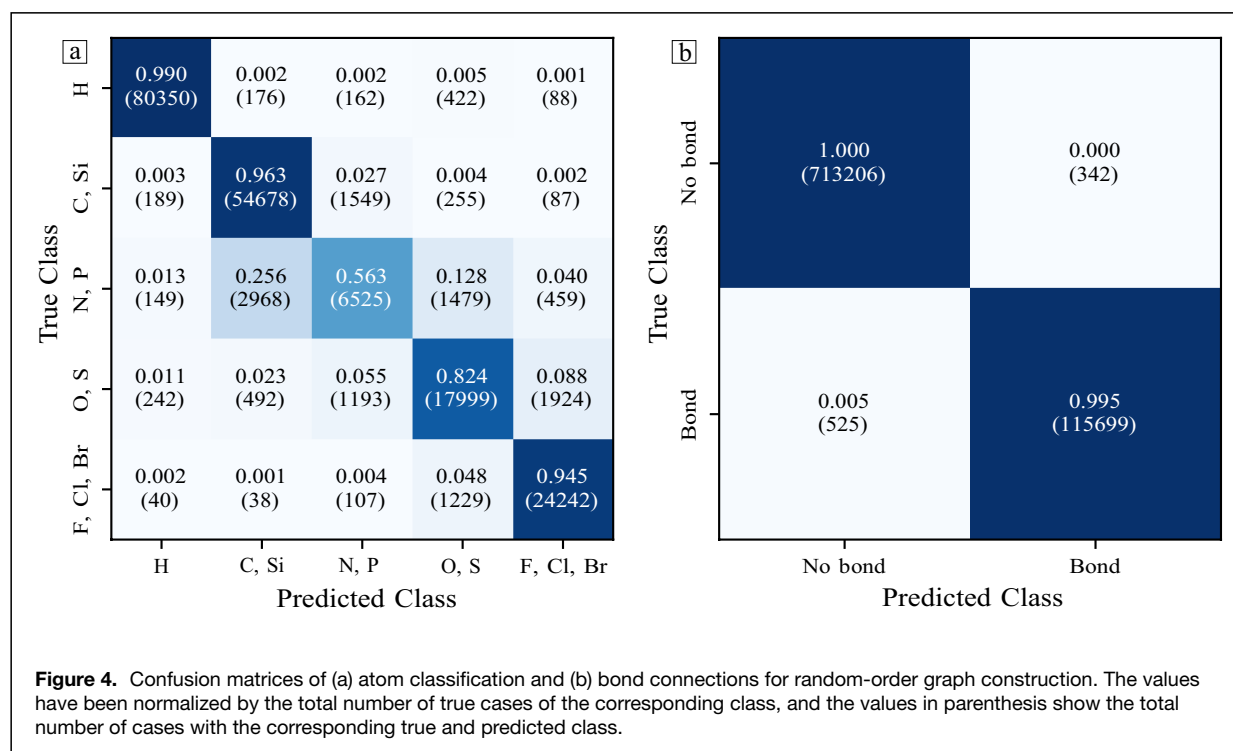 a
True Class
H
0.990 0.002 0.002 0.005 0.001
(80350) (176) (162) (422) (88)
C, Si
0.003 0.963 0.027 0.004 0.002
(189) (54678) (1549) (255) (87)
N, P
0.013 0.256 0.563 0.128 0.040
(149) (2968) (6525) (1479) (459)
O, S
0.011 0.023 0.055 0.824 0.088
(242) (492) (1193) (17999) (1924)
F, Cl, Br
0.002 0.001 0.004 0.048 0.945
(40) (38) (107) (1229) (24242)
H C, Si N, P O, S F, Cl, Br
Predicted Class
b
True Class
No bond
1.000 0.000
(713206) (342)
Bond
0.005 0.995
(525) (115699)
No bond Bond
Predicted Class
Figure 4. Confusion matrices of (a) atom classification and (b) bond connections for random-order graph construction. The values
have been normalized by the total number of true cases of the corresponding class, and the values in parenthesis show the total
number of cases with the corresponding true and predicted class.